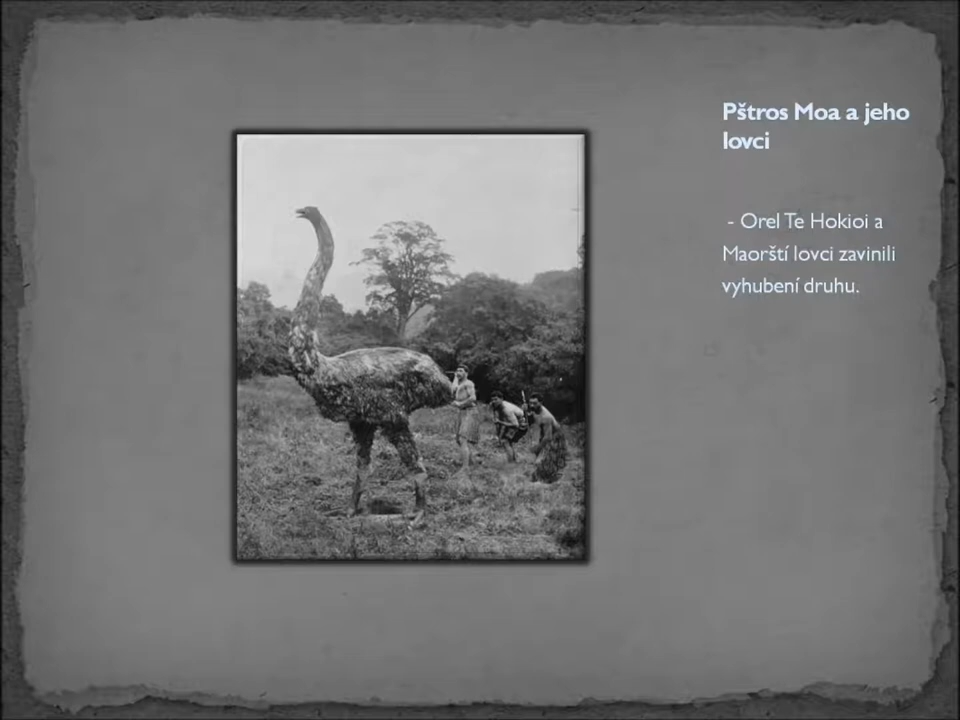 Pštros Moa a jeho
lovci
- Orel Te Hokioi a
Maorští lovci zavinili
vyhubení druhu.